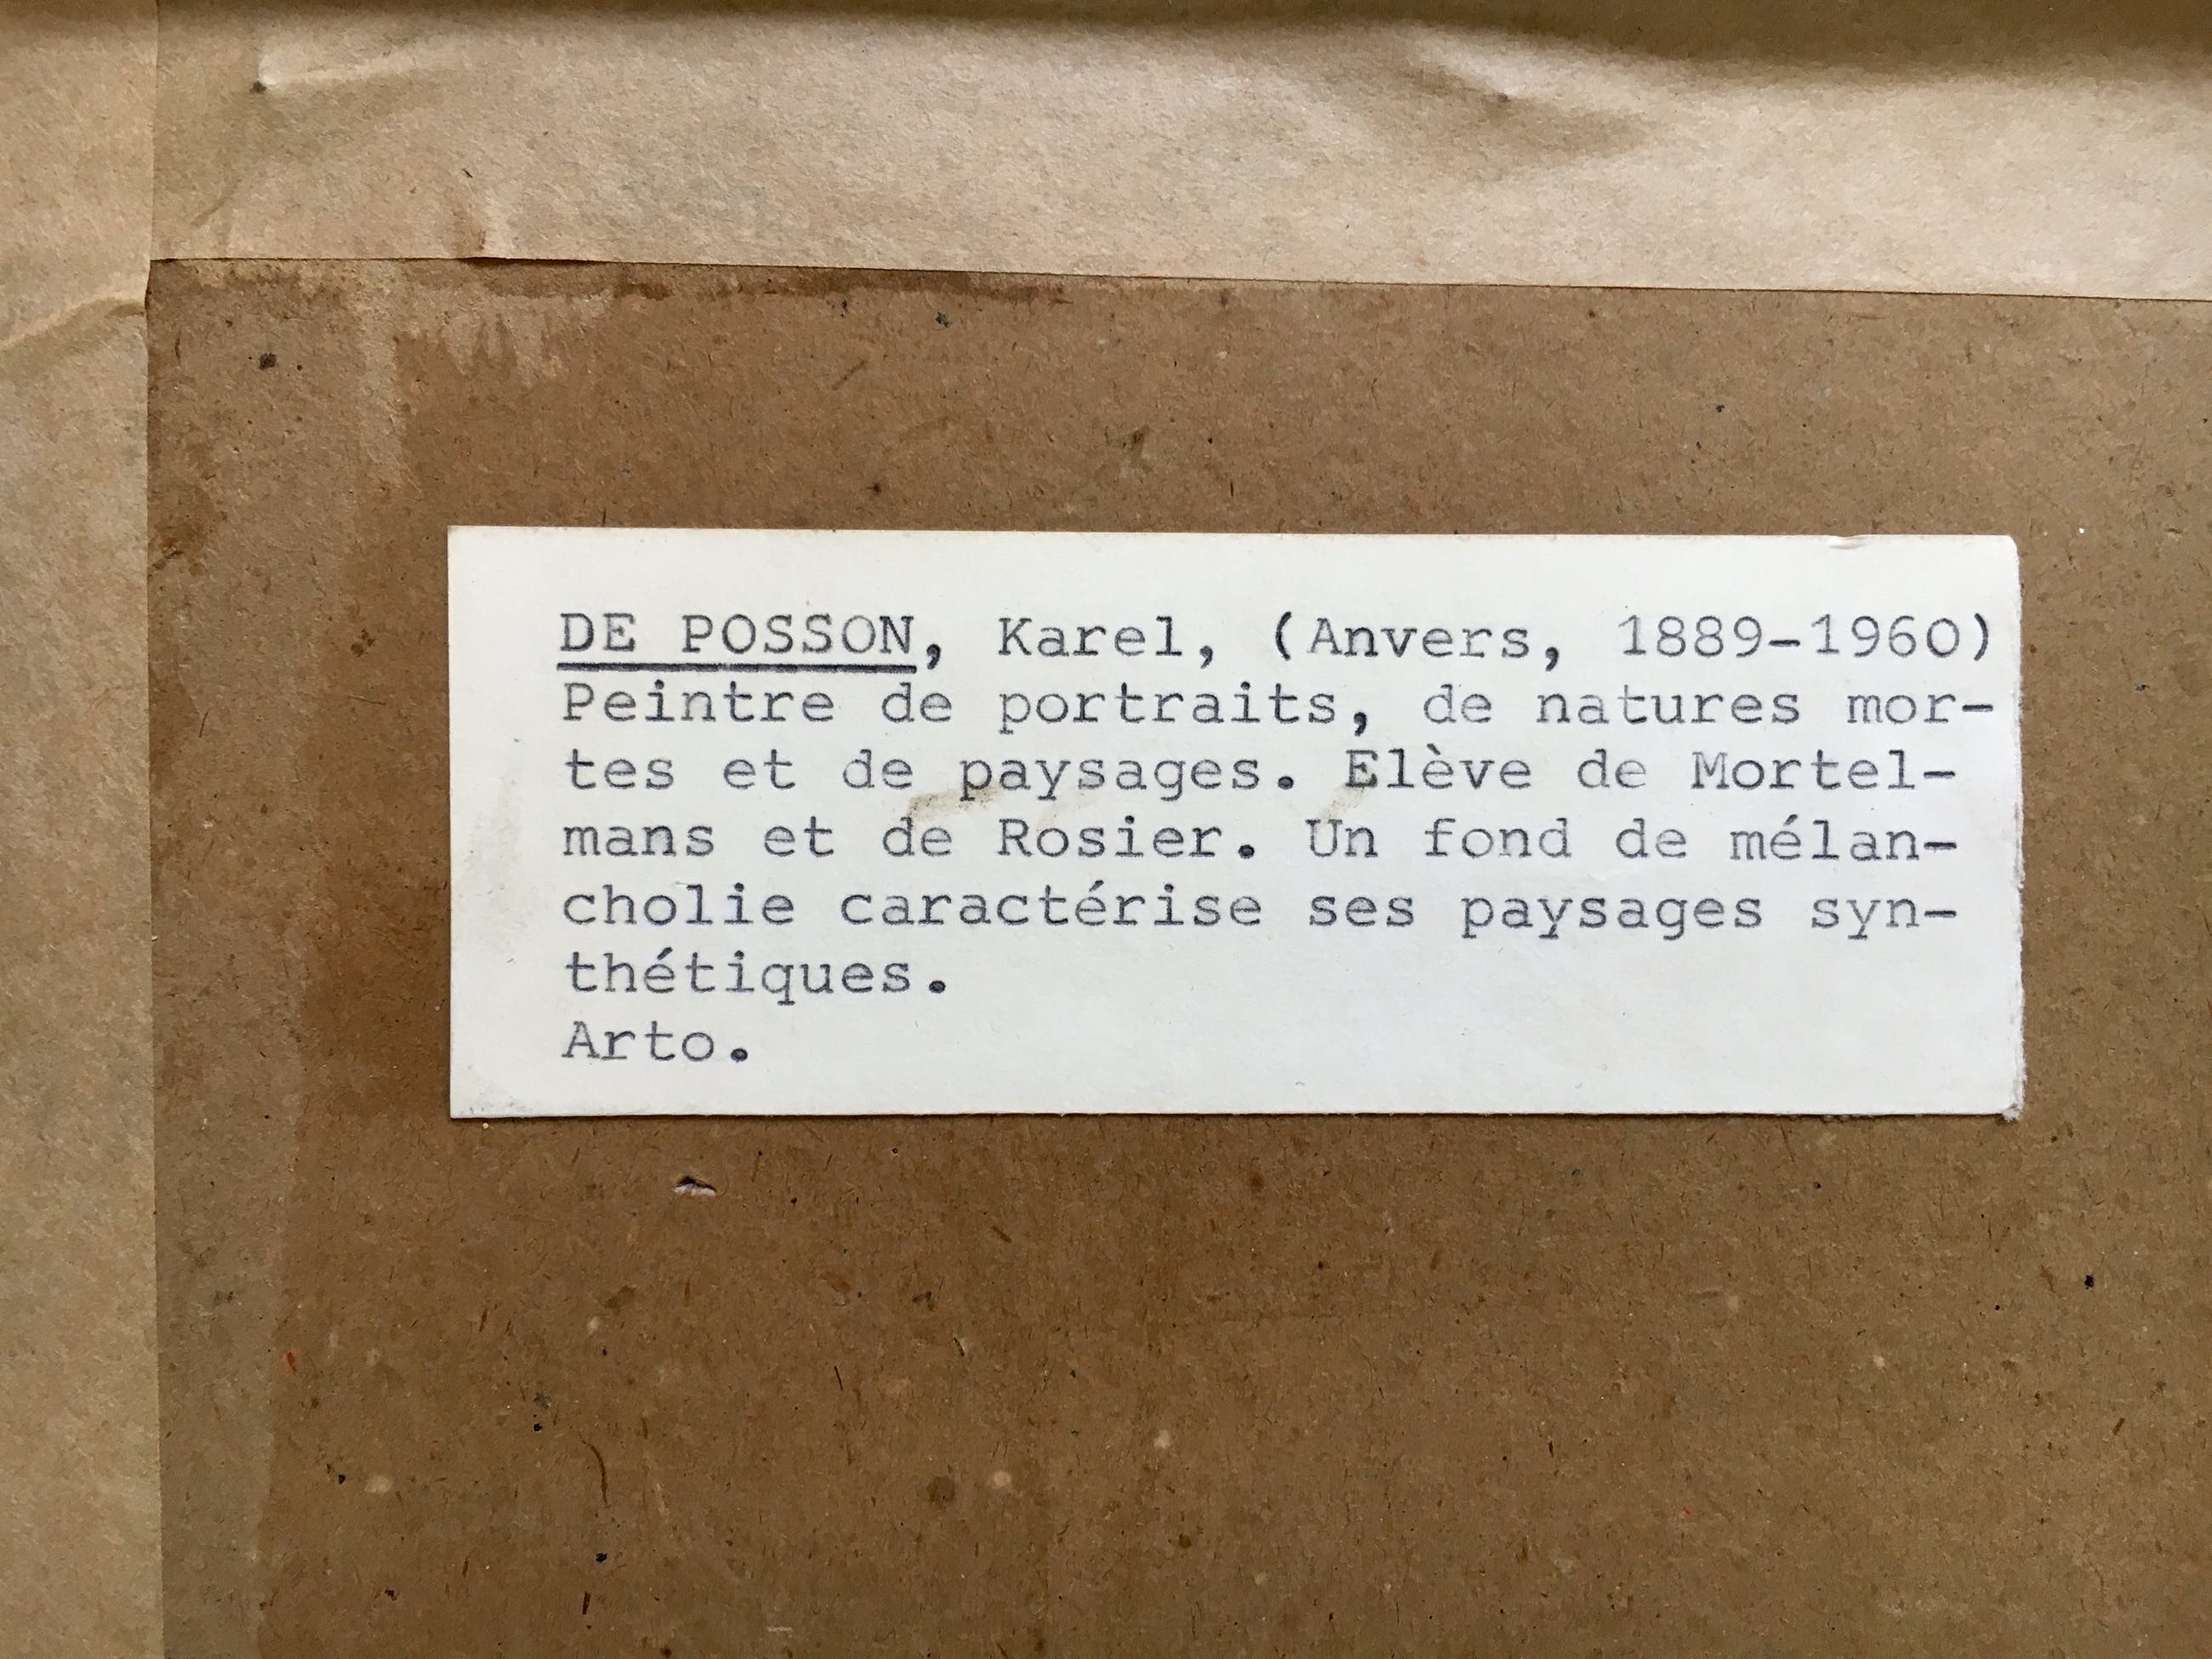 DE POSSON, Karel, (Anvers, 1889-1960)
Peintre de portraits, de natures mor-
tes et de paysages. Elève de Mortel-
mans et de Rosier. Un fond de mélan-
cholie caractérise ses paysages syn-
thétiques.
Arto.